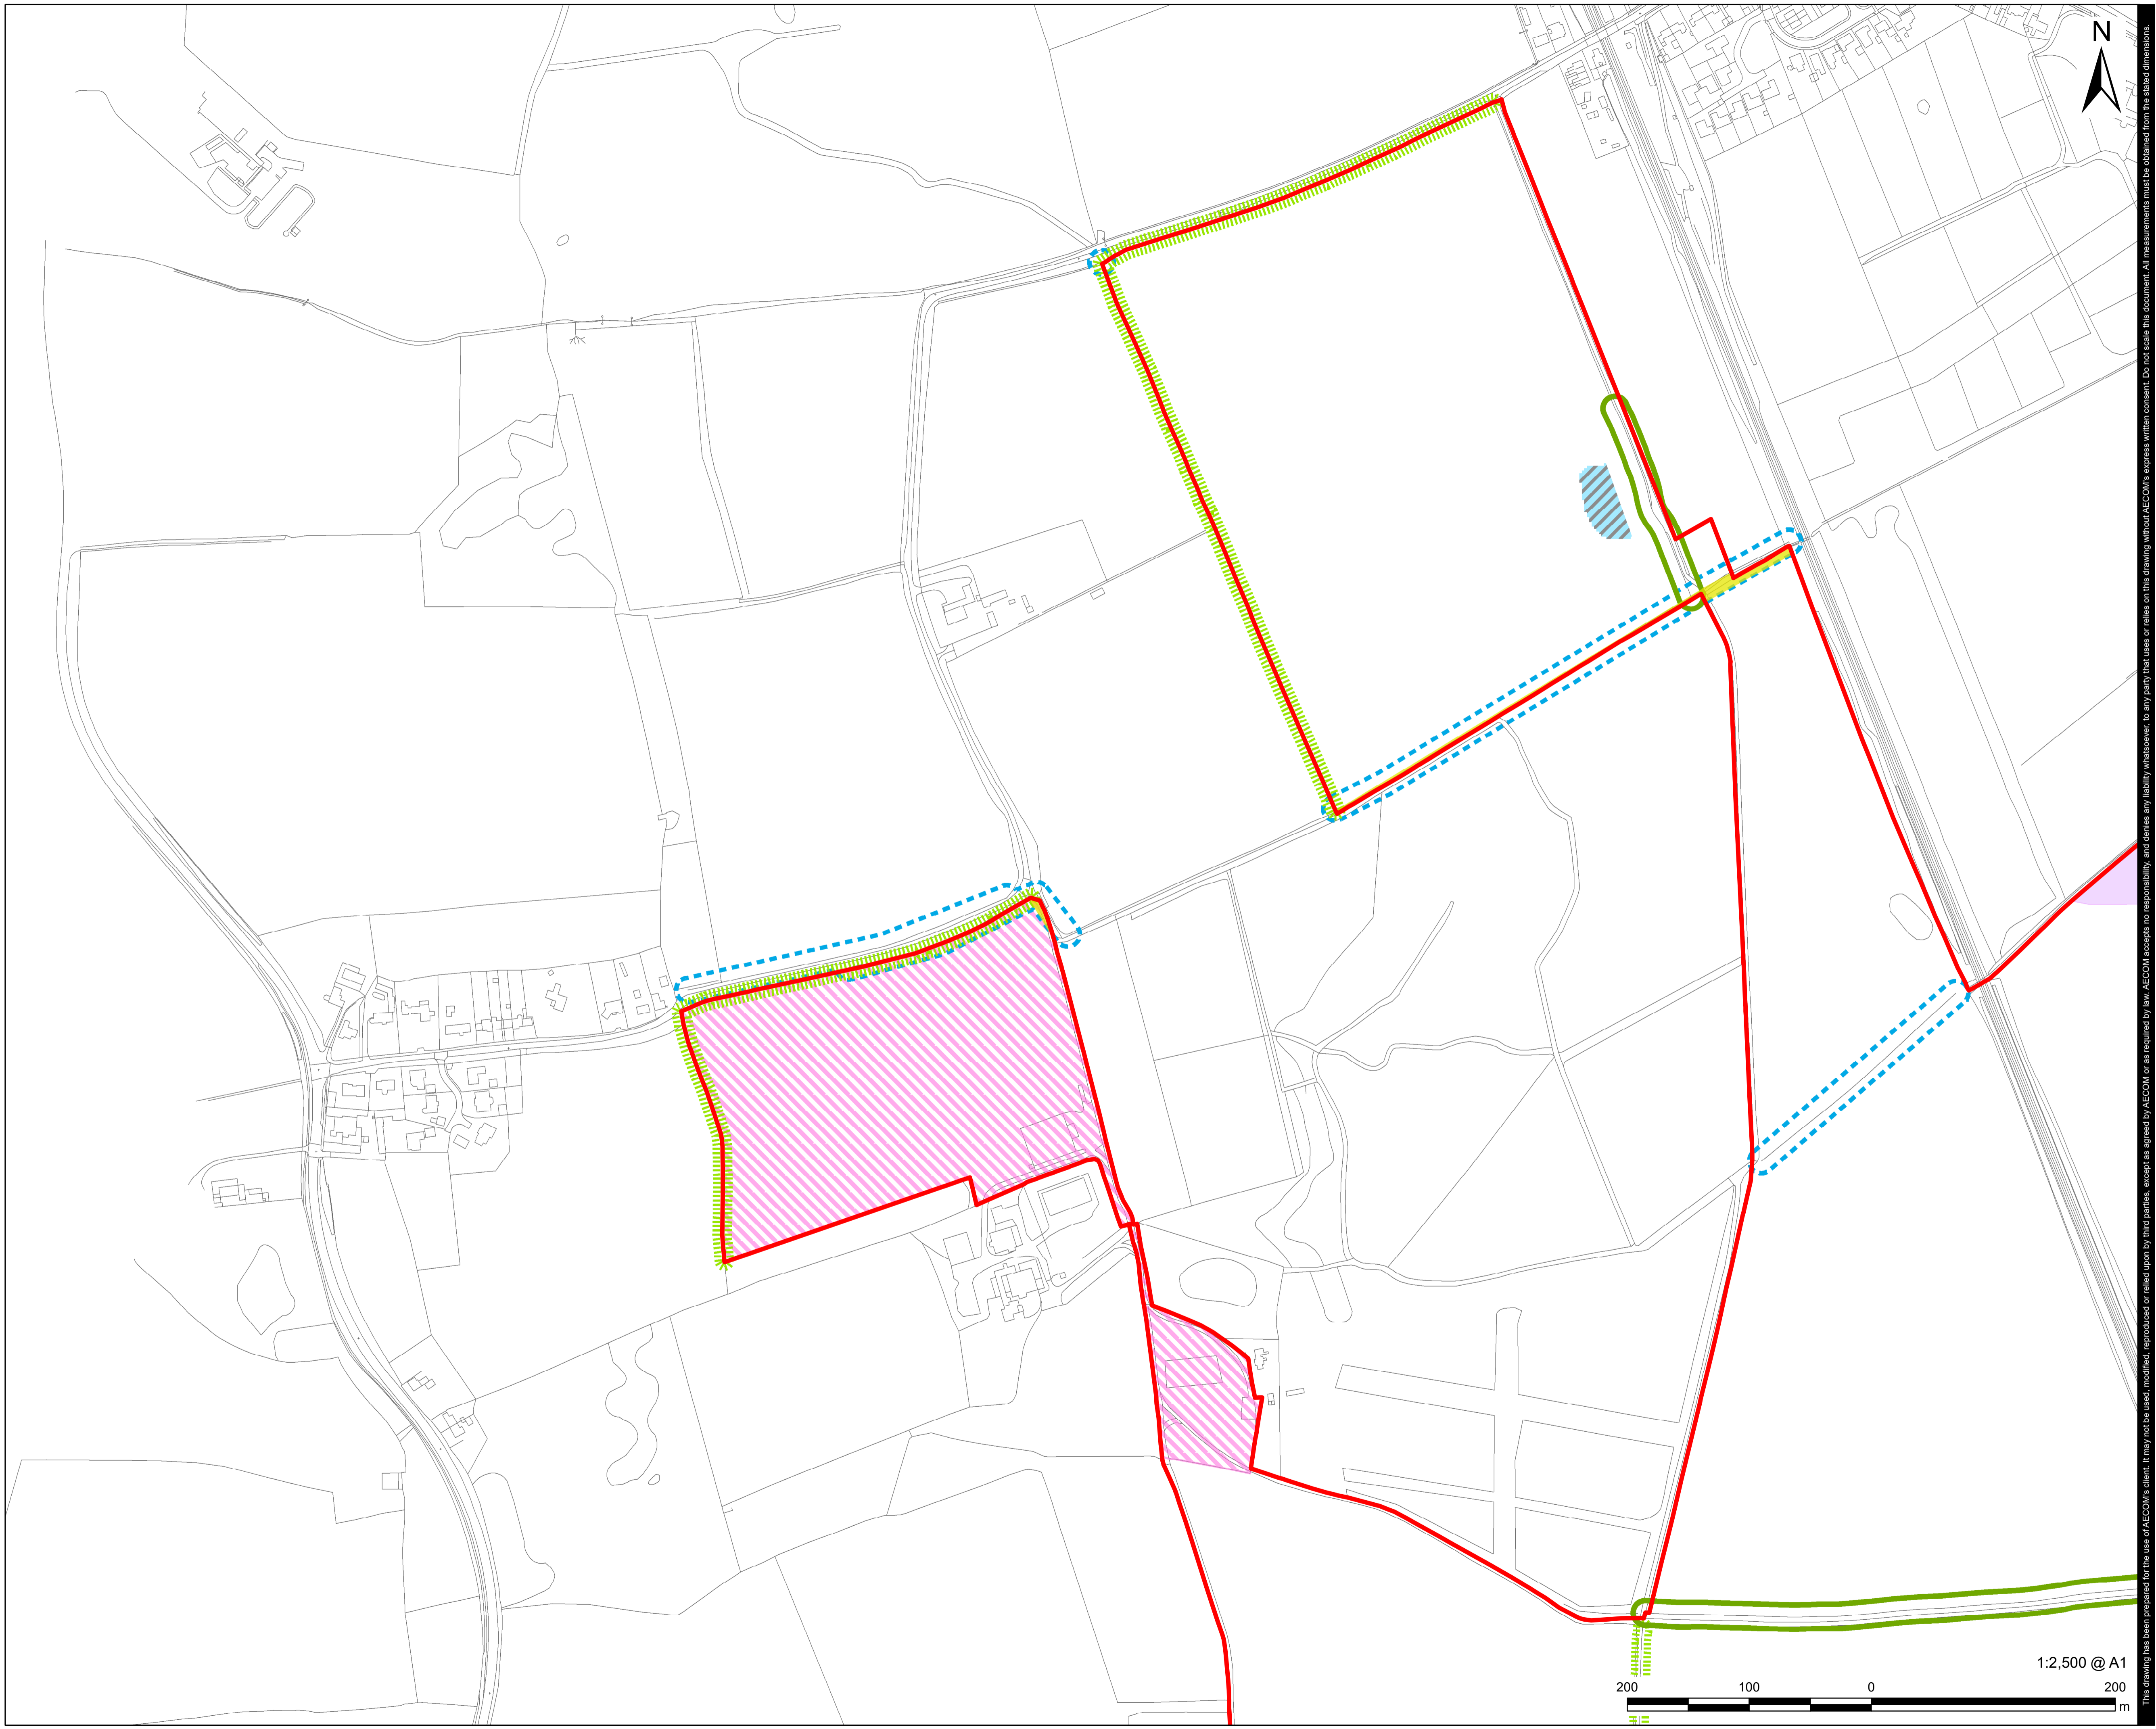 N
This drawing has been prepared for the use of AECOM's client. It may not be used, modified, reproduced or relied upon by third parties, except as agreed by AECOM or as required by law. AECOM accepts no responsibility, and denies any liability whatsoever, to any party that uses or relies on this drawing without AECOM's express written consent. Do not scale this document. All measurements must be obtained from the stated dimensions.
1:2,500 @ A1
200 100 0 200
m